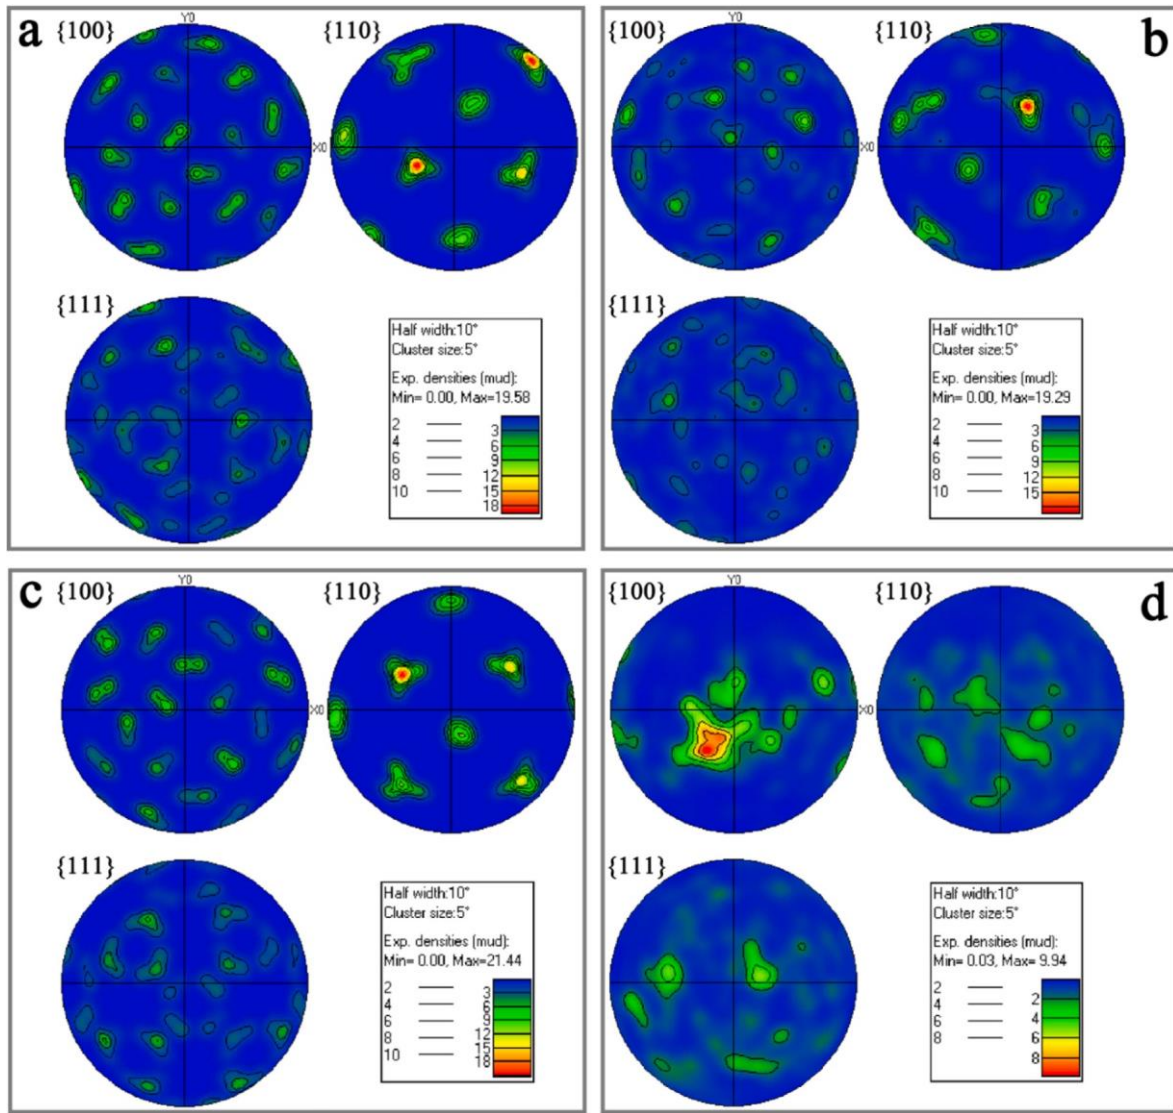 a
{100}
Y0
{110}
X0
{111}
Half width:10°
Cluster size:5°
Exp. densities (mud):
Min= 0.00, Max=19.58
2
4
6
8
10
3
6
9
12
15
18
b
{100}
Y0
{110}
X0
{111}
Half width:10°
Cluster size:5°
Exp. densities (mud):
Min= 0.00, Max=19.29
2
4
6
8
10
3
6
9
12
15
c
{100}
Y0
{110}
X0
{111}
Half width:10°
Cluster size:5°
Exp. densities (mud):
Min= 0.00, Max=21.44
2
4
6
8
10
3
6
9
12
15
18
d
{100}
Y0
{110}
X0
{111}
Half width:10°
Cluster size:5°
Exp. densities (mud):
Min= 0.03, Max= 9.94
2
4
6
8
2
4
6
8